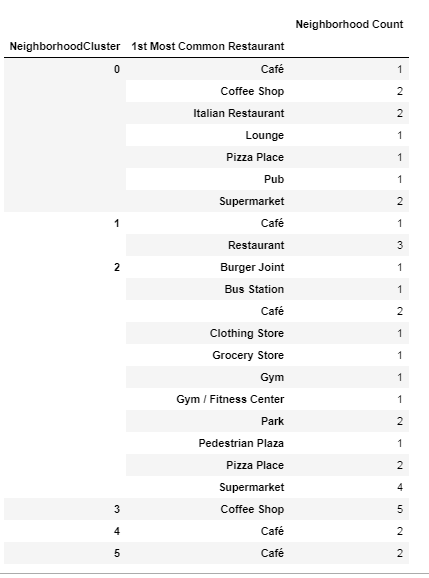 Neighborhood Count
NeighborhoodCluster 1st Most Common Restaurant
0 Café 1
Coffee Shop 2
Italian Restaurant 2
Lounge 1
Pizza Place 1
Pub 1
Supermarket 2
1 Café 1
Restaurant 3
2 Burger Joint 1
Bus Station 1
Café 2
Clothing Store 1
Grocery Store 1
Gym 1
Gym / Fitness Center 1
Park 2
Pedestrian Plaza 1
Pizza Place 2
Supermarket 4
3 Coffee Shop 5
4 Café 2
5 Café 2